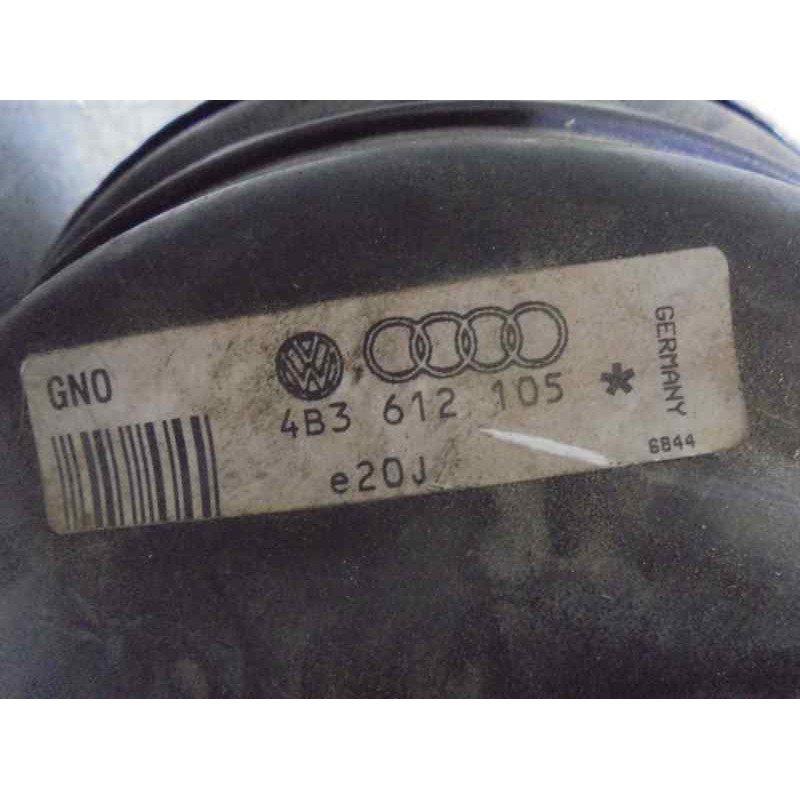 GNO
4B3 612 105 *
e20J
GERMANY
6844